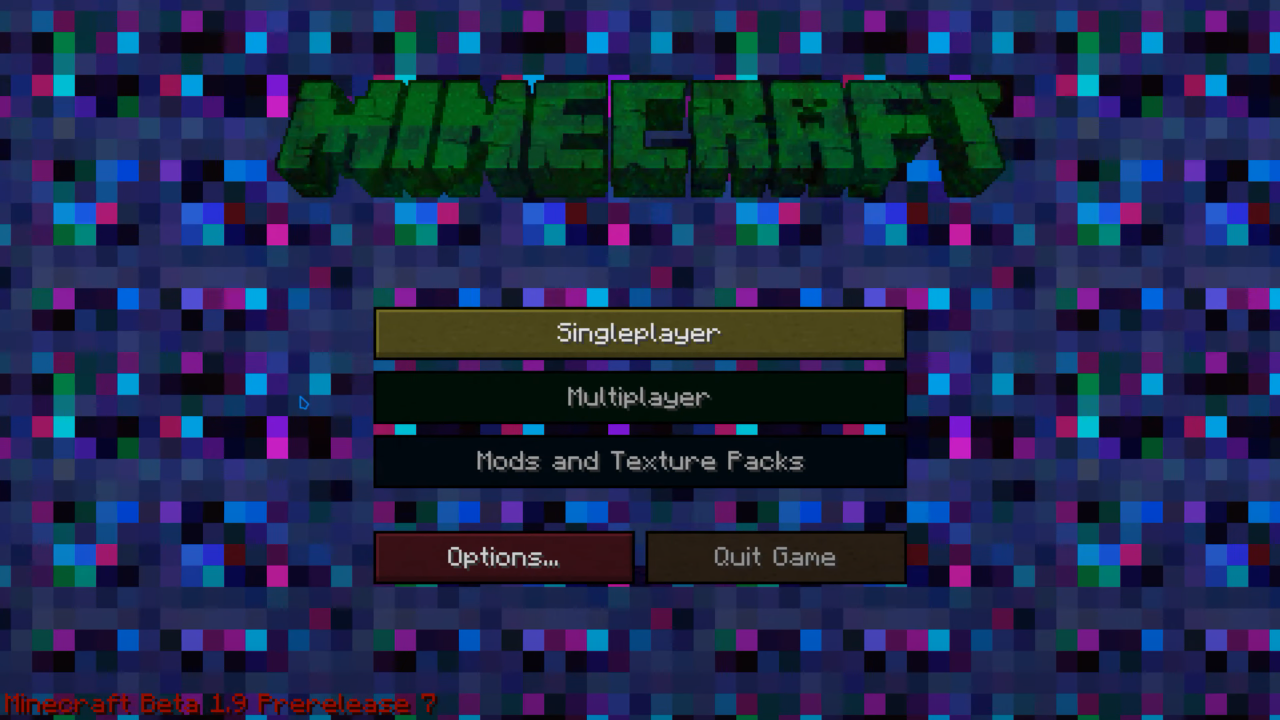 MINECRAFT
Singleplayer
Multiplayer
Mods and Texture Packs
Options...
Quit Game
Minecraft Beta 1.9 Prerelease 7